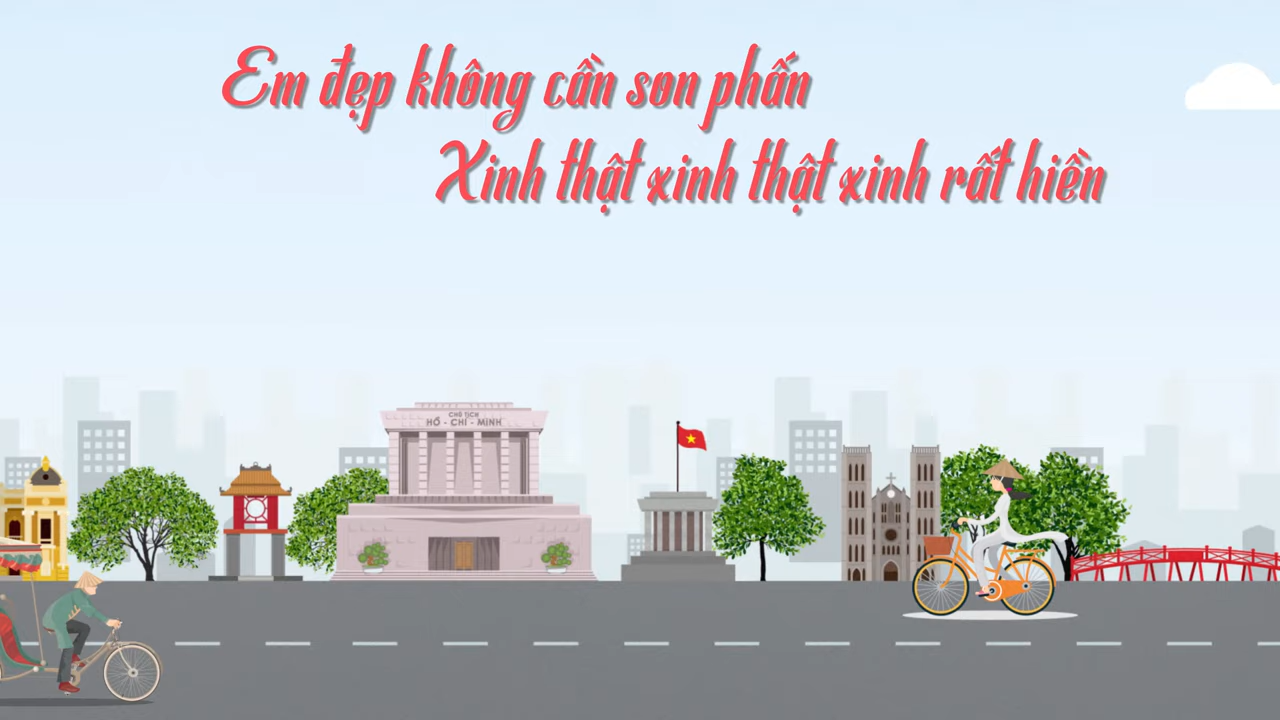 Em đẹp không cần son phấn
Xinh thật xinh thật xinh rất hiền
CHỦ TỊCH
HỒ - CHÍ - MINH